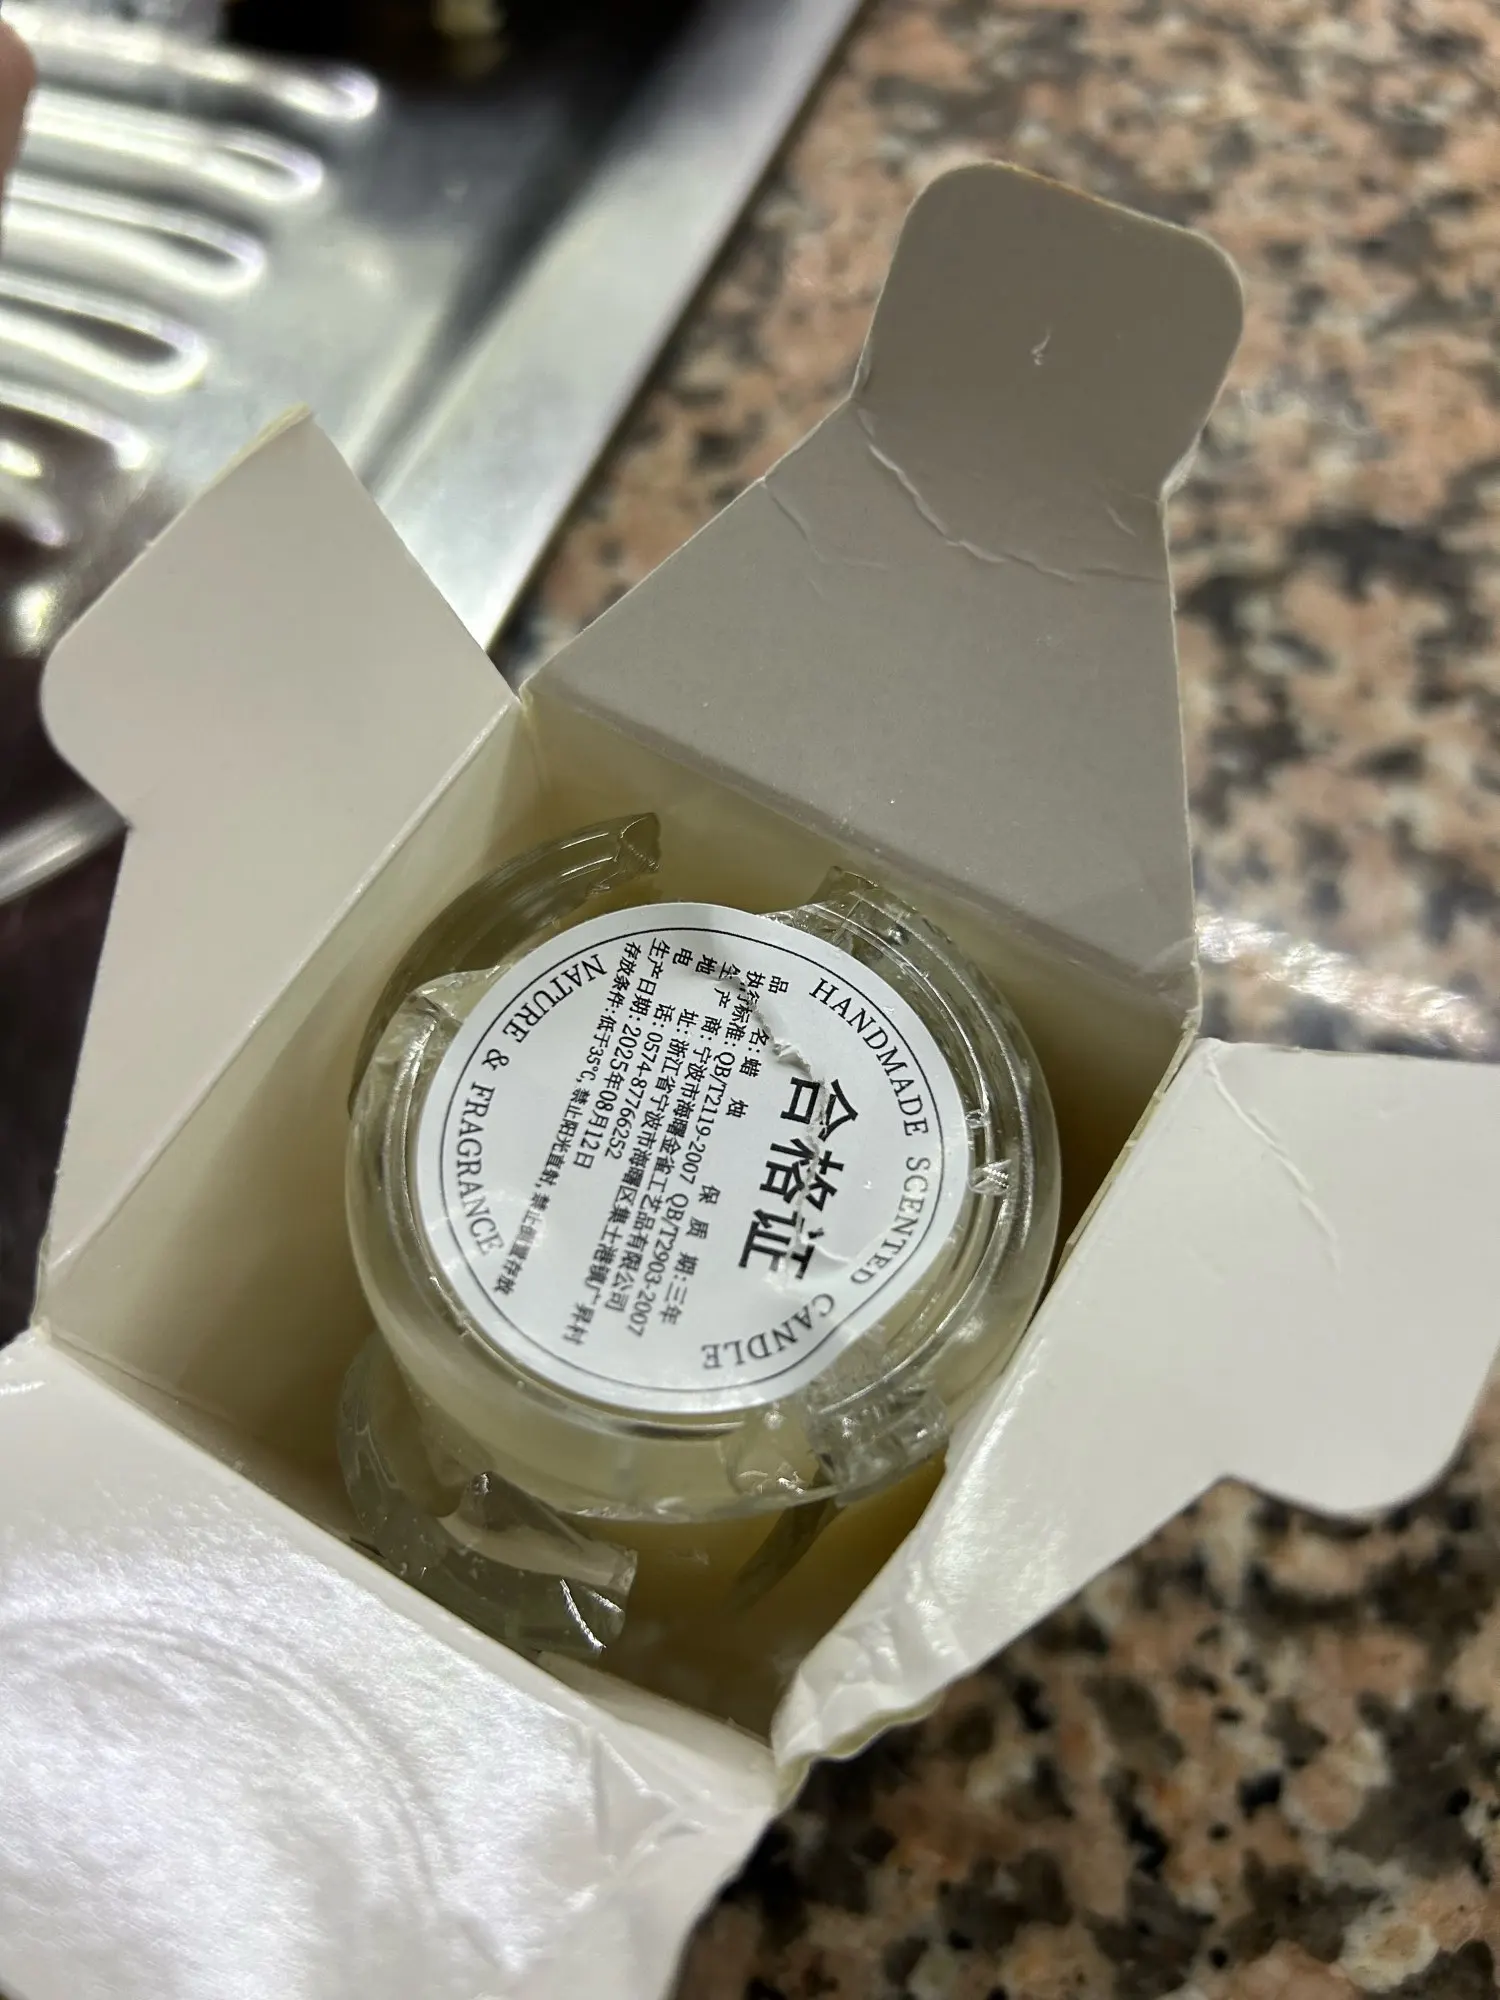 HANDMADE SCENTED CANDLE
合格证
品 名：蜡 烛 保 质 期：三年
执行标准：QB/T2119-2007 QB/T2903-2007
生 产 商：宁波市海曙金雀工艺品有限公司
地 址：浙江省宁波市海曙区集士港镇广昇村
电 话：0574-87766252
生产日期：2025年08月12日
存放条件：低于35℃，禁止阳光直射，禁止倒置存放
NATURE & FRAGRANCE